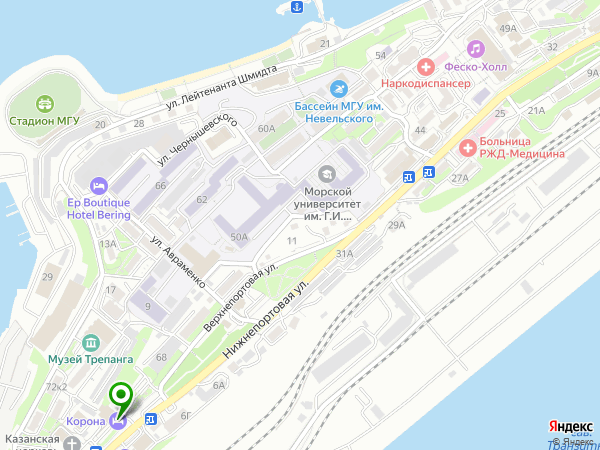 21
49А
32
54
Феско-Холл
Наркодиспансер
ул. Лейтенанта Шмидта
Бассейн МГУ им.
Невельского
Стадион МГУ
20
28
ул. Чернышевского
60А
44
25
21А
Больница
РЖД-Медицина
27А
66
62
Морской
университет
им. Г.И....
Ep Boutique
Hotel Bering
29А
13А
50А
11
31А
ул. Авраменко
29
9
Верхнепортовая ул.
Нижнепортовая ул.
Музей Трепанга
68
72к2
6А
6Г
Корона
Казанская
церковь
Яндекс